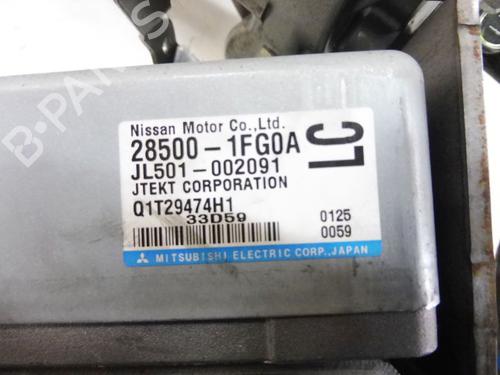 Nissan Motor Co.,Ltd.
28500-1FG0A
LC
JL501-002091
JTEKT CORPORATION
Q1T29474H1
33D59
0125
0059
MITSUBISHI ELECTRIC CORP.,JAPAN